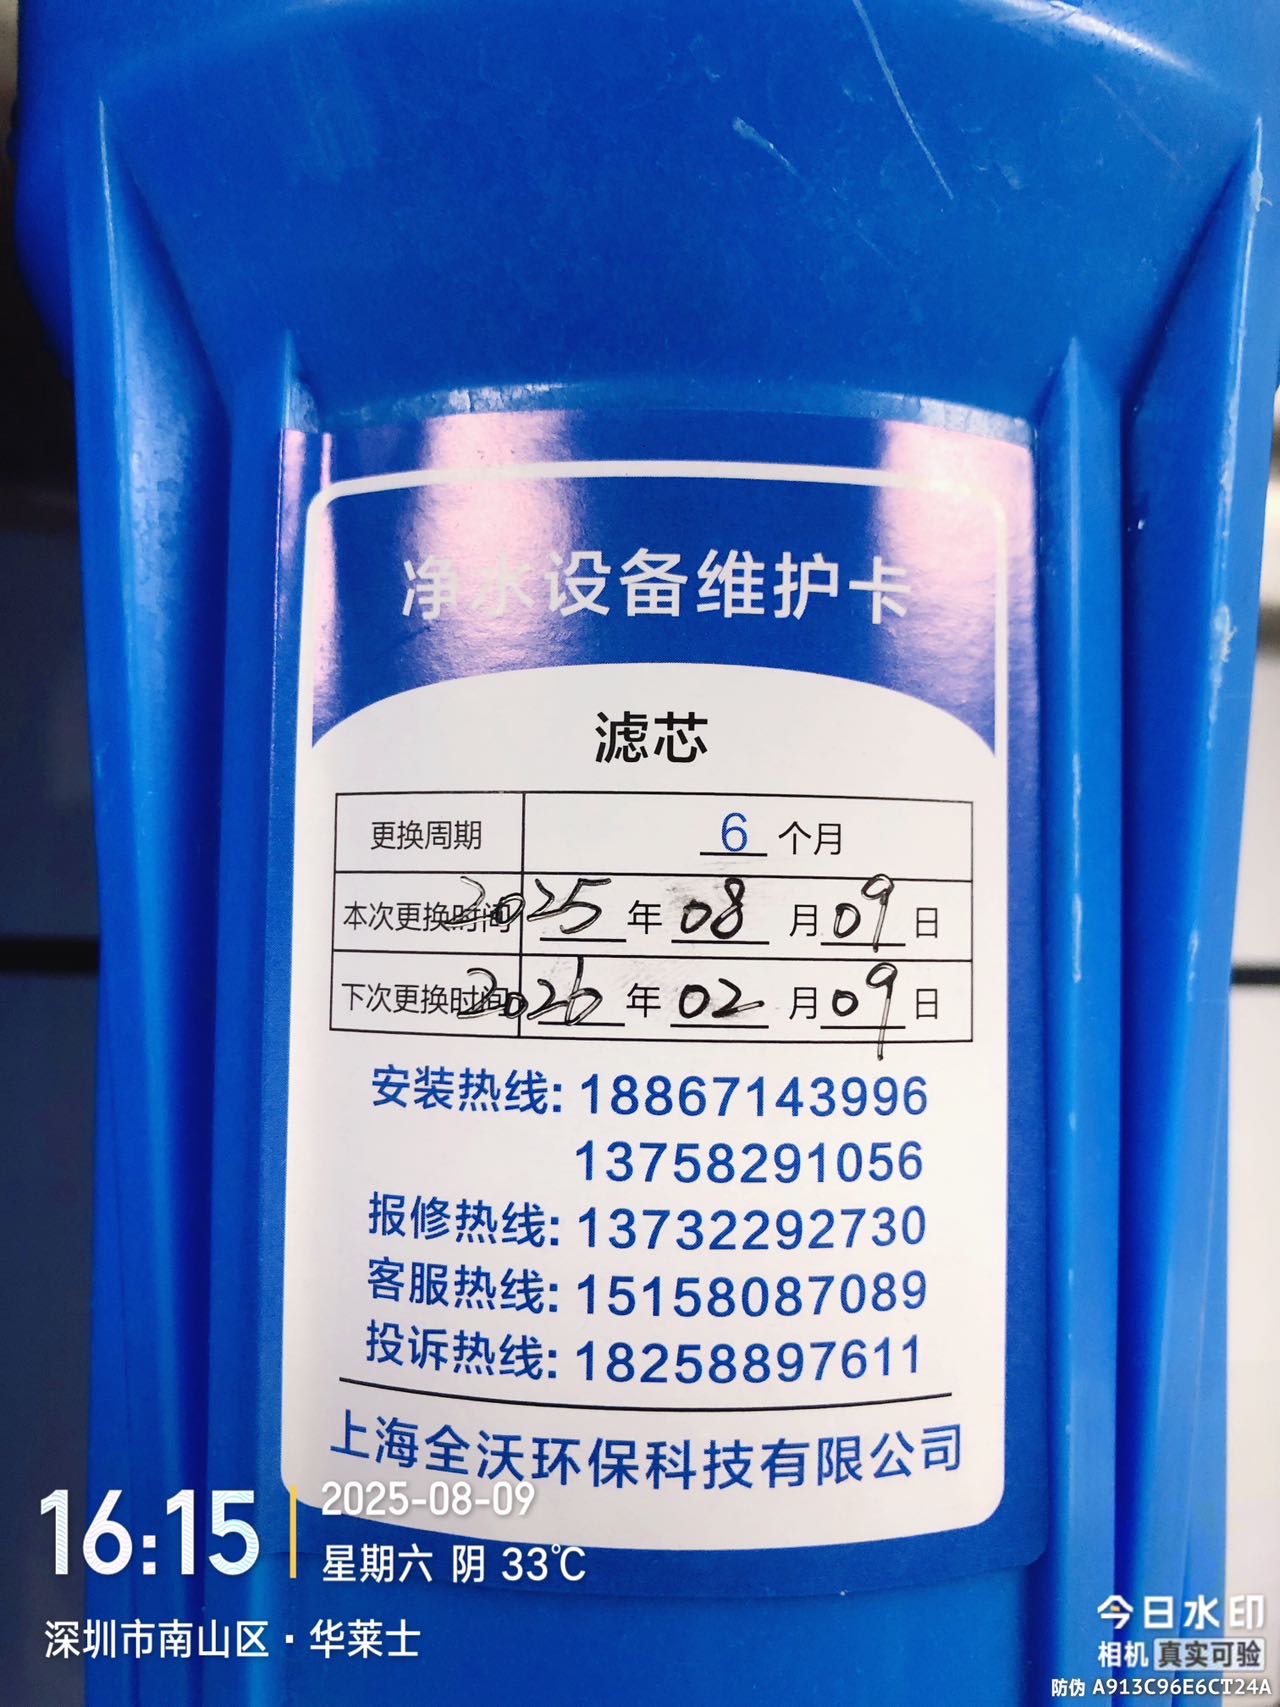 净水设备维护卡
滤芯
更换周期 6 个月
本次更换时间 2025 年 08 月 09 日
下次更换时间 2026 年 02 月 09 日
安装热线: 18867143996
13758291056
报修热线: 13732292730
客服热线: 15158087089
投诉热线: 18258897611
上海全沃环保科技有限公司
16:15
2025-08-09
星期六 阴 33℃
深圳市南山区·华莱士
今日水印
相机 真实可验
防伪 A913C96E6CT24A